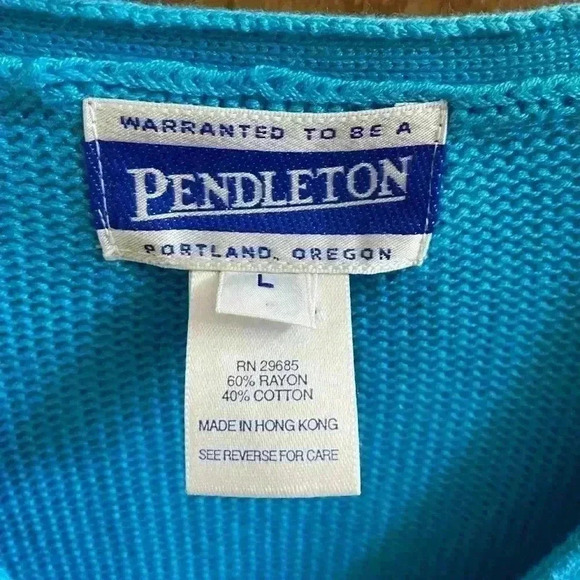 WARRANTED TO BE A
PENDLETON
PORTLAND, OREGON
L
RN 29685
60% RAYON
40% COTTON
MADE IN HONG KONG
SEE REVERSE FOR CARE